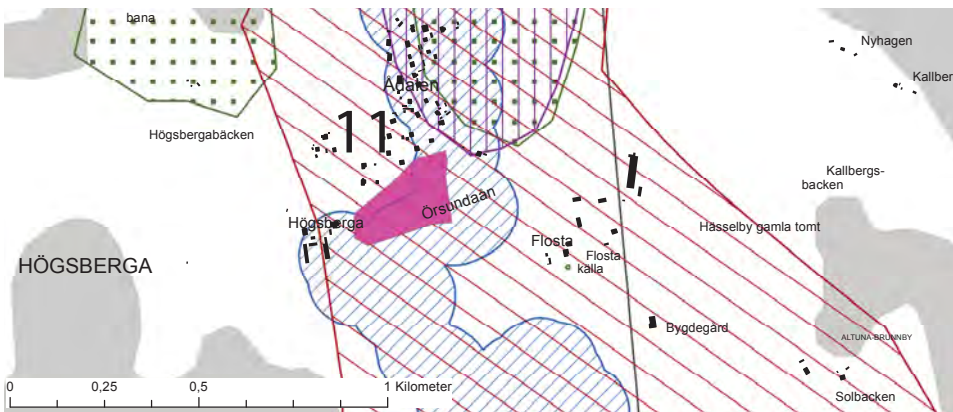 bana
Nyhagen
Kallber
Ådalen
11
Högsbergabäcken
Kallbergs-
backen
Örsundaån
Högsberga
Hässelby gamla tomt
Flosta
Flosta
källa
HÖGSBERGA
Bygdegård
ALTUNA-BRUNNBY
Solbacken
0 0,25 0,5 1 Kilometer